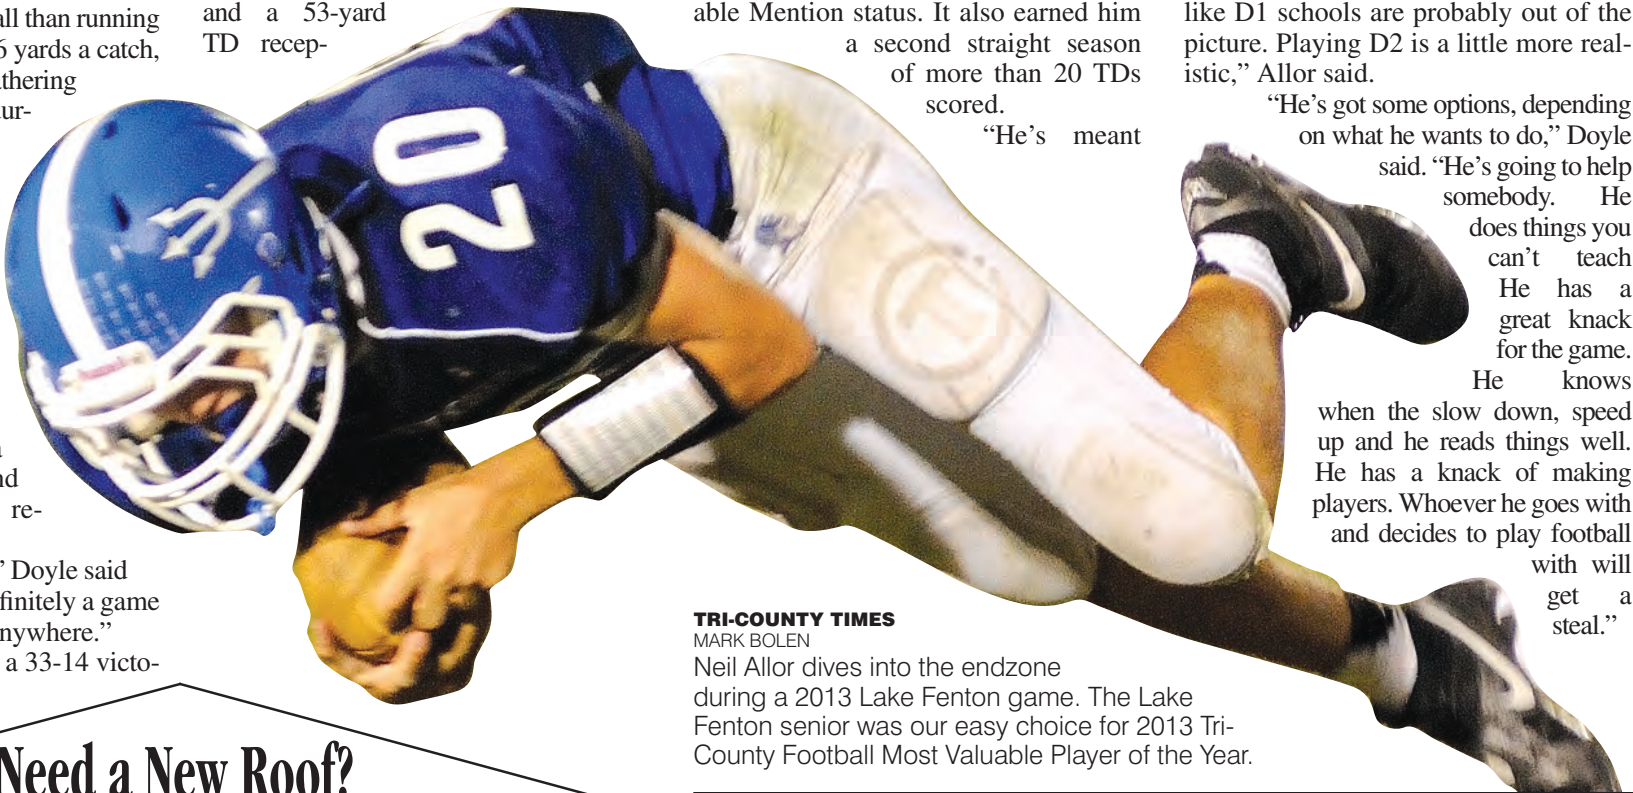 all than running
6 yards a catch,
athering
ur-
nd
re-
” Doyle said
finitely a game
nywhere.”
a 33-14 victo-
and a 53-yard
TD recep-
20
Need a New Roof?
able Mention status. It also earned him
a second straight season
of more than 20 TDs
scored.
“He’s meant
TRI-COUNTY TIMES
MARK BOLEN
Neil Allor dives into the endzone
during a 2013 Lake Fenton game. The Lake
Fenton senior was our easy choice for 2013 Tri-
County Football Most Valuable Player of the Year.
like D1 schools are probably out of the
picture. Playing D2 is a little more real-
istic,” Allor said.
“He’s got some options, depending
on what he wants to do,” Doyle
said. “He’s going to help
somebody. He
does things you
can’t teach
He has a
great knack
for the game.
He knows
when the slow down, speed
up and he reads things well.
He has a knack of making
players. Whoever he goes with
and decides to play football
with will
get a
steal.”